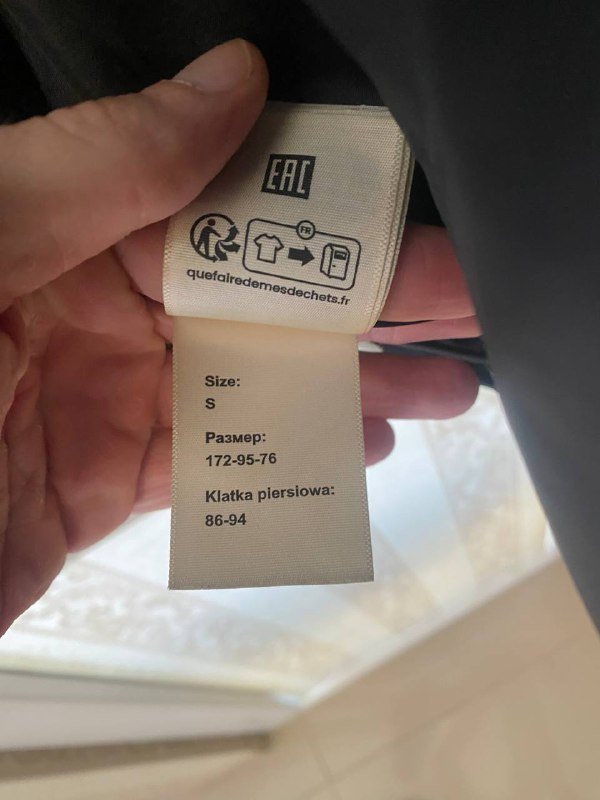 EAC
FR
quefairedemesdechets.fr
Size:
S
Размер:
172-95-76
Klatka piersiowa:
86-94